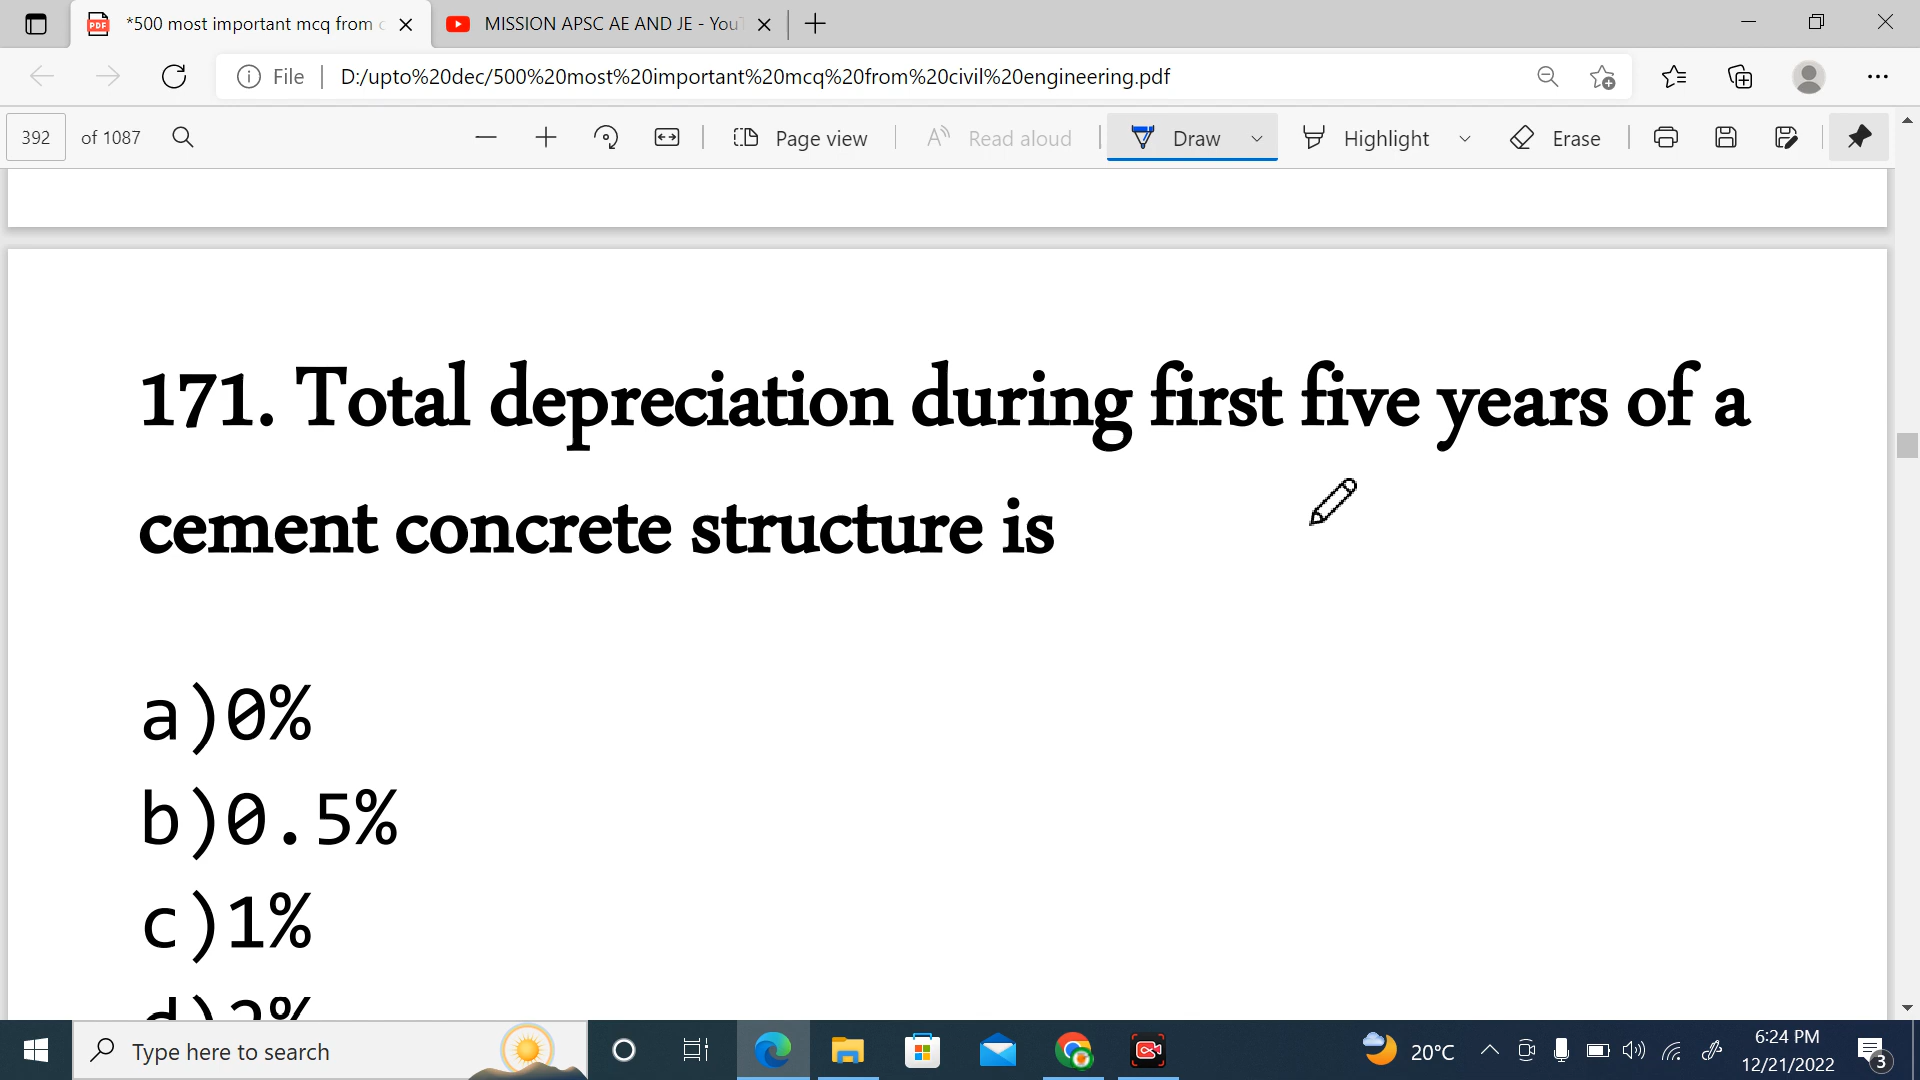 *500 most important mcq from c
MISSION APSC AE AND JE - YouT
File
D:/upto%20dec/500%20most%20important%20mcq%20from%20civil%20engineering.pdf
392 of 1087
Page view
Read aloud
Draw
Highlight
Erase
171. Total depreciation during first five years of a
cement concrete structure is
a)0%
b)0.5%
c)1%
d)2%
Type here to search
20°C
6:24 PM
12/21/2022
3